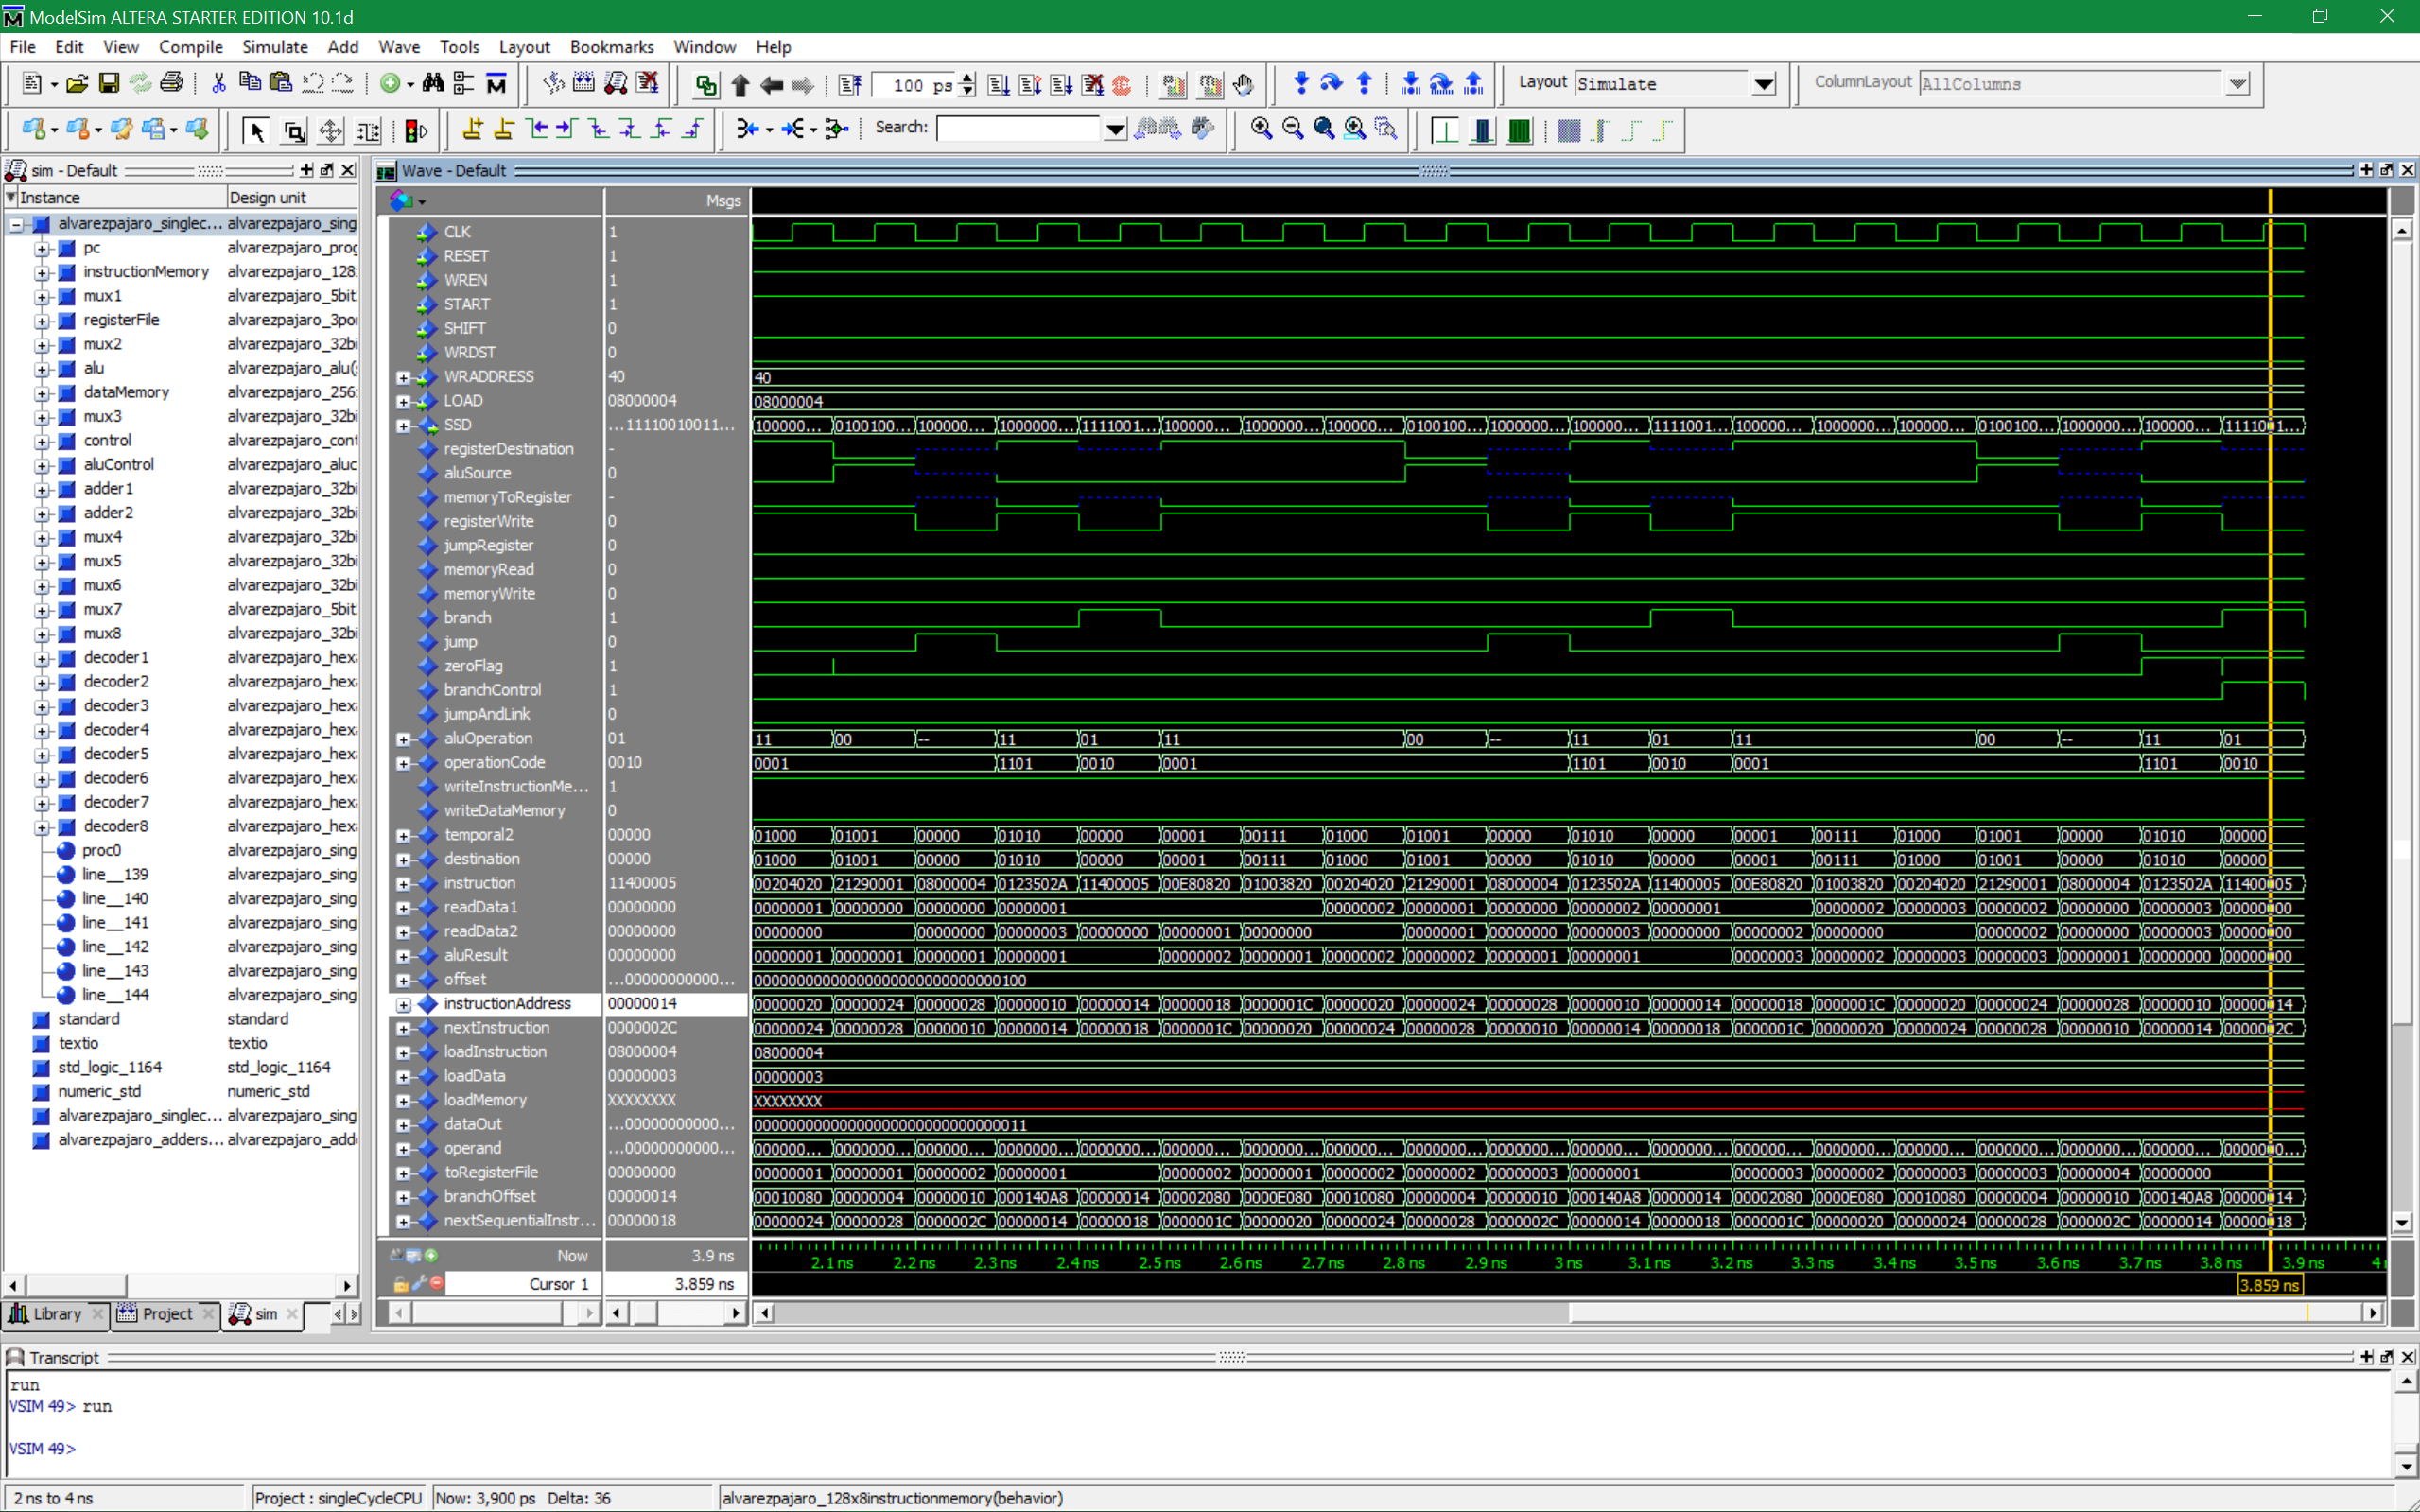 ModelSim ALTERA STARTER EDITION 10.1d
File Edit View Compile Simulate Add Wave Tools Layout Bookmarks Window Help
100 ps Layout Simulate ColumnLayout AllColumns
Search:
sim - Default
Instance Design unit
alvarezpajaro_singlec... alvarezpajaro_sing
pc alvarezpajaro_prog
instructionMemory alvarezpajaro_128:
mux1 alvarezpajaro_5bit
registerFile alvarezpajaro_3por
mux2 alvarezpajaro_32bi
alu alvarezpajaro_alu(
dataMemory alvarezpajaro_256:
mux3 alvarezpajaro_32bi
control alvarezpajaro_cont
aluControl alvarezpajaro_aluc
adder1 alvarezpajaro_32bi
adder2 alvarezpajaro_32bi
mux4 alvarezpajaro_32bi
mux5 alvarezpajaro_32bi
mux6 alvarezpajaro_32bi
mux7 alvarezpajaro_5bit
mux8 alvarezpajaro_32bi
decoder1 alvarezpajaro_hexa
decoder2 alvarezpajaro_hexa
decoder3 alvarezpajaro_hexa
decoder4 alvarezpajaro_hexa
decoder5 alvarezpajaro_hexa
decoder6 alvarezpajaro_hexa
decoder7 alvarezpajaro_hexa
decoder8 alvarezpajaro_hexa
proc0 alvarezpajaro_sing
line__139 alvarezpajaro_sing
line__140 alvarezpajaro_sing
line__141 alvarezpajaro_sing
line__142 alvarezpajaro_sing
line__143 alvarezpajaro_sing
line__144 alvarezpajaro_sing
standard standard
textio textio
std_logic_1164 std_logic_1164
numeric_std numeric_std
alvarezpajaro_singlec... alvarezpajaro_sing
alvarezpajaro_adders... alvarezpajaro_adde
Library Project sim
Wave - Default
Msgs
CLK 1
RESET 1
WREN 1
START 1
SHIFT 0
WRDST 0
WRADDRESS 40 40
LOAD 08000004 08000004
SSD ...11110010011... 100000... 0100100... 100000... 1000000... 1111001... 100000... 1000000... 100000... 0100100... 1000000... 100000... 1111001... 100000... 1000000... 100000... 0100100... 1000000... 100000... 1111001...
registerDestination -
aluSource 0
memoryToRegister -
registerWrite 0
jumpRegister 0
memoryRead 0
memoryWrite 0
branch 1
jump 0
zeroFlag 1
branchControl 1
jumpAndLink 0
aluOperation 01 11 00 -- 11 01 11 00 -- 11 01 11 00 -- 11 01
operationCode 0010 0001 1101 0010 0001 1101 0010 0001 1101 0010
writeInstructionMe... 1
writeDataMemory 0
temporal2 00000 01000 01001 00000 01010 00000 00001 00111 01000 01001 00000 01010 00000 00001 00111 01000 01001 00000 01010 00000
destination 00000 01000 01001 00000 01010 00000 00001 00111 01000 01001 00000 01010 00000 00001 00111 01000 01001 00000 01010 00000
instruction 11400005 00204020 21290001 08000004 0123502A 11400005 00E80820 01003820 00204020 21290001 08000004 0123502A 11400005 00E80820 01003820 00204020 21290001 08000004 0123502A 11400005
readData1 00000000 00000001 00000000 00000000 00000001 00000002 00000001 00000000 00000002 00000001 00000002 00000003 00000002 00000000 00000003 00000000
readData2 00000000 00000000 00000000 00000003 00000000 00000001 00000000 00000001 00000000 00000003 00000000 00000002 00000000 00000002 00000000 00000003 00000000
aluResult 00000000 00000001 00000001 00000001 00000001 00000002 00000001 00000002 00000002 00000001 00000001 00000003 00000002 00000003 00000003 00000001 00000000 00000000
offset ...00000000000... 00000000000000000000000000000100
instructionAddress 00000014 00000020 00000024 00000028 00000010 00000014 00000018 0000001C 00000020 00000024 00000028 00000010 00000014 00000018 0000001C 00000020 00000024 00000028 00000010 00000014
nextInstruction 0000002C 00000024 00000028 00000010 00000014 00000018 0000001C 00000020 00000024 00000028 00000010 00000014 00000018 0000001C 00000020 00000024 00000028 00000010 00000014 0000002C
loadInstruction 08000004 08000004
loadData 00000003 00000003
loadMemory XXXXXXXX XXXXXXXX
dataOut ...00000000000... 00000000000000000000000000000011
operand ...00000000000... 000000... 0000000... 000000... 0000000... 0000000... 000000... 0000000... 000000... 0000000... 0000000... 000000... 0000000... 000000... 0000000... 000000... 0000000... 0000000... 000000... 0000000...
toRegisterFile 00000000 00000001 00000001 00000002 00000001 00000002 00000001 00000002 00000002 00000003 00000001 00000003 00000002 00000003 00000003 00000004 00000000
branchOffset 00000014 00010080 00000004 00000010 000140A8 00000014 00002080 0000E080 00010080 00000004 00000010 000140A8 00000014 00002080 0000E080 00010080 00000004 00000010 000140A8 00000014
nextSequentialInstr... 00000018 00000024 00000028 0000002C 00000014 00000018 0000001C 00000020 00000024 00000028 0000002C 00000014 00000018 0000001C 00000020 00000024 00000028 0000002C 00000014 00000018
Now 3.9 ns 2.1 ns 2.2 ns 2.3 ns 2.4 ns 2.5 ns 2.6 ns 2.7 ns 2.8 ns 2.9 ns 3 ns 3.1 ns 3.2 ns 3.3 ns 3.4 ns 3.5 ns 3.6 ns 3.7 ns 3.8 ns 3.9 ns
Cursor 1 3.859 ns 3.859 ns
Transcript
run
VSIM 49> run
VSIM 49>
2 ns to 4 ns Project : singleCycleCPU Now: 3,900 ps Delta: 36 alvarezpajaro_128x8instructionmemory(behavior)